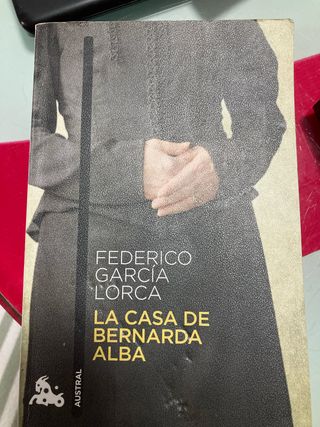 FEDERICO
GARCÍA
LORCA
LA CASA DE
BERNARDA
ALBA
AUSTRAL